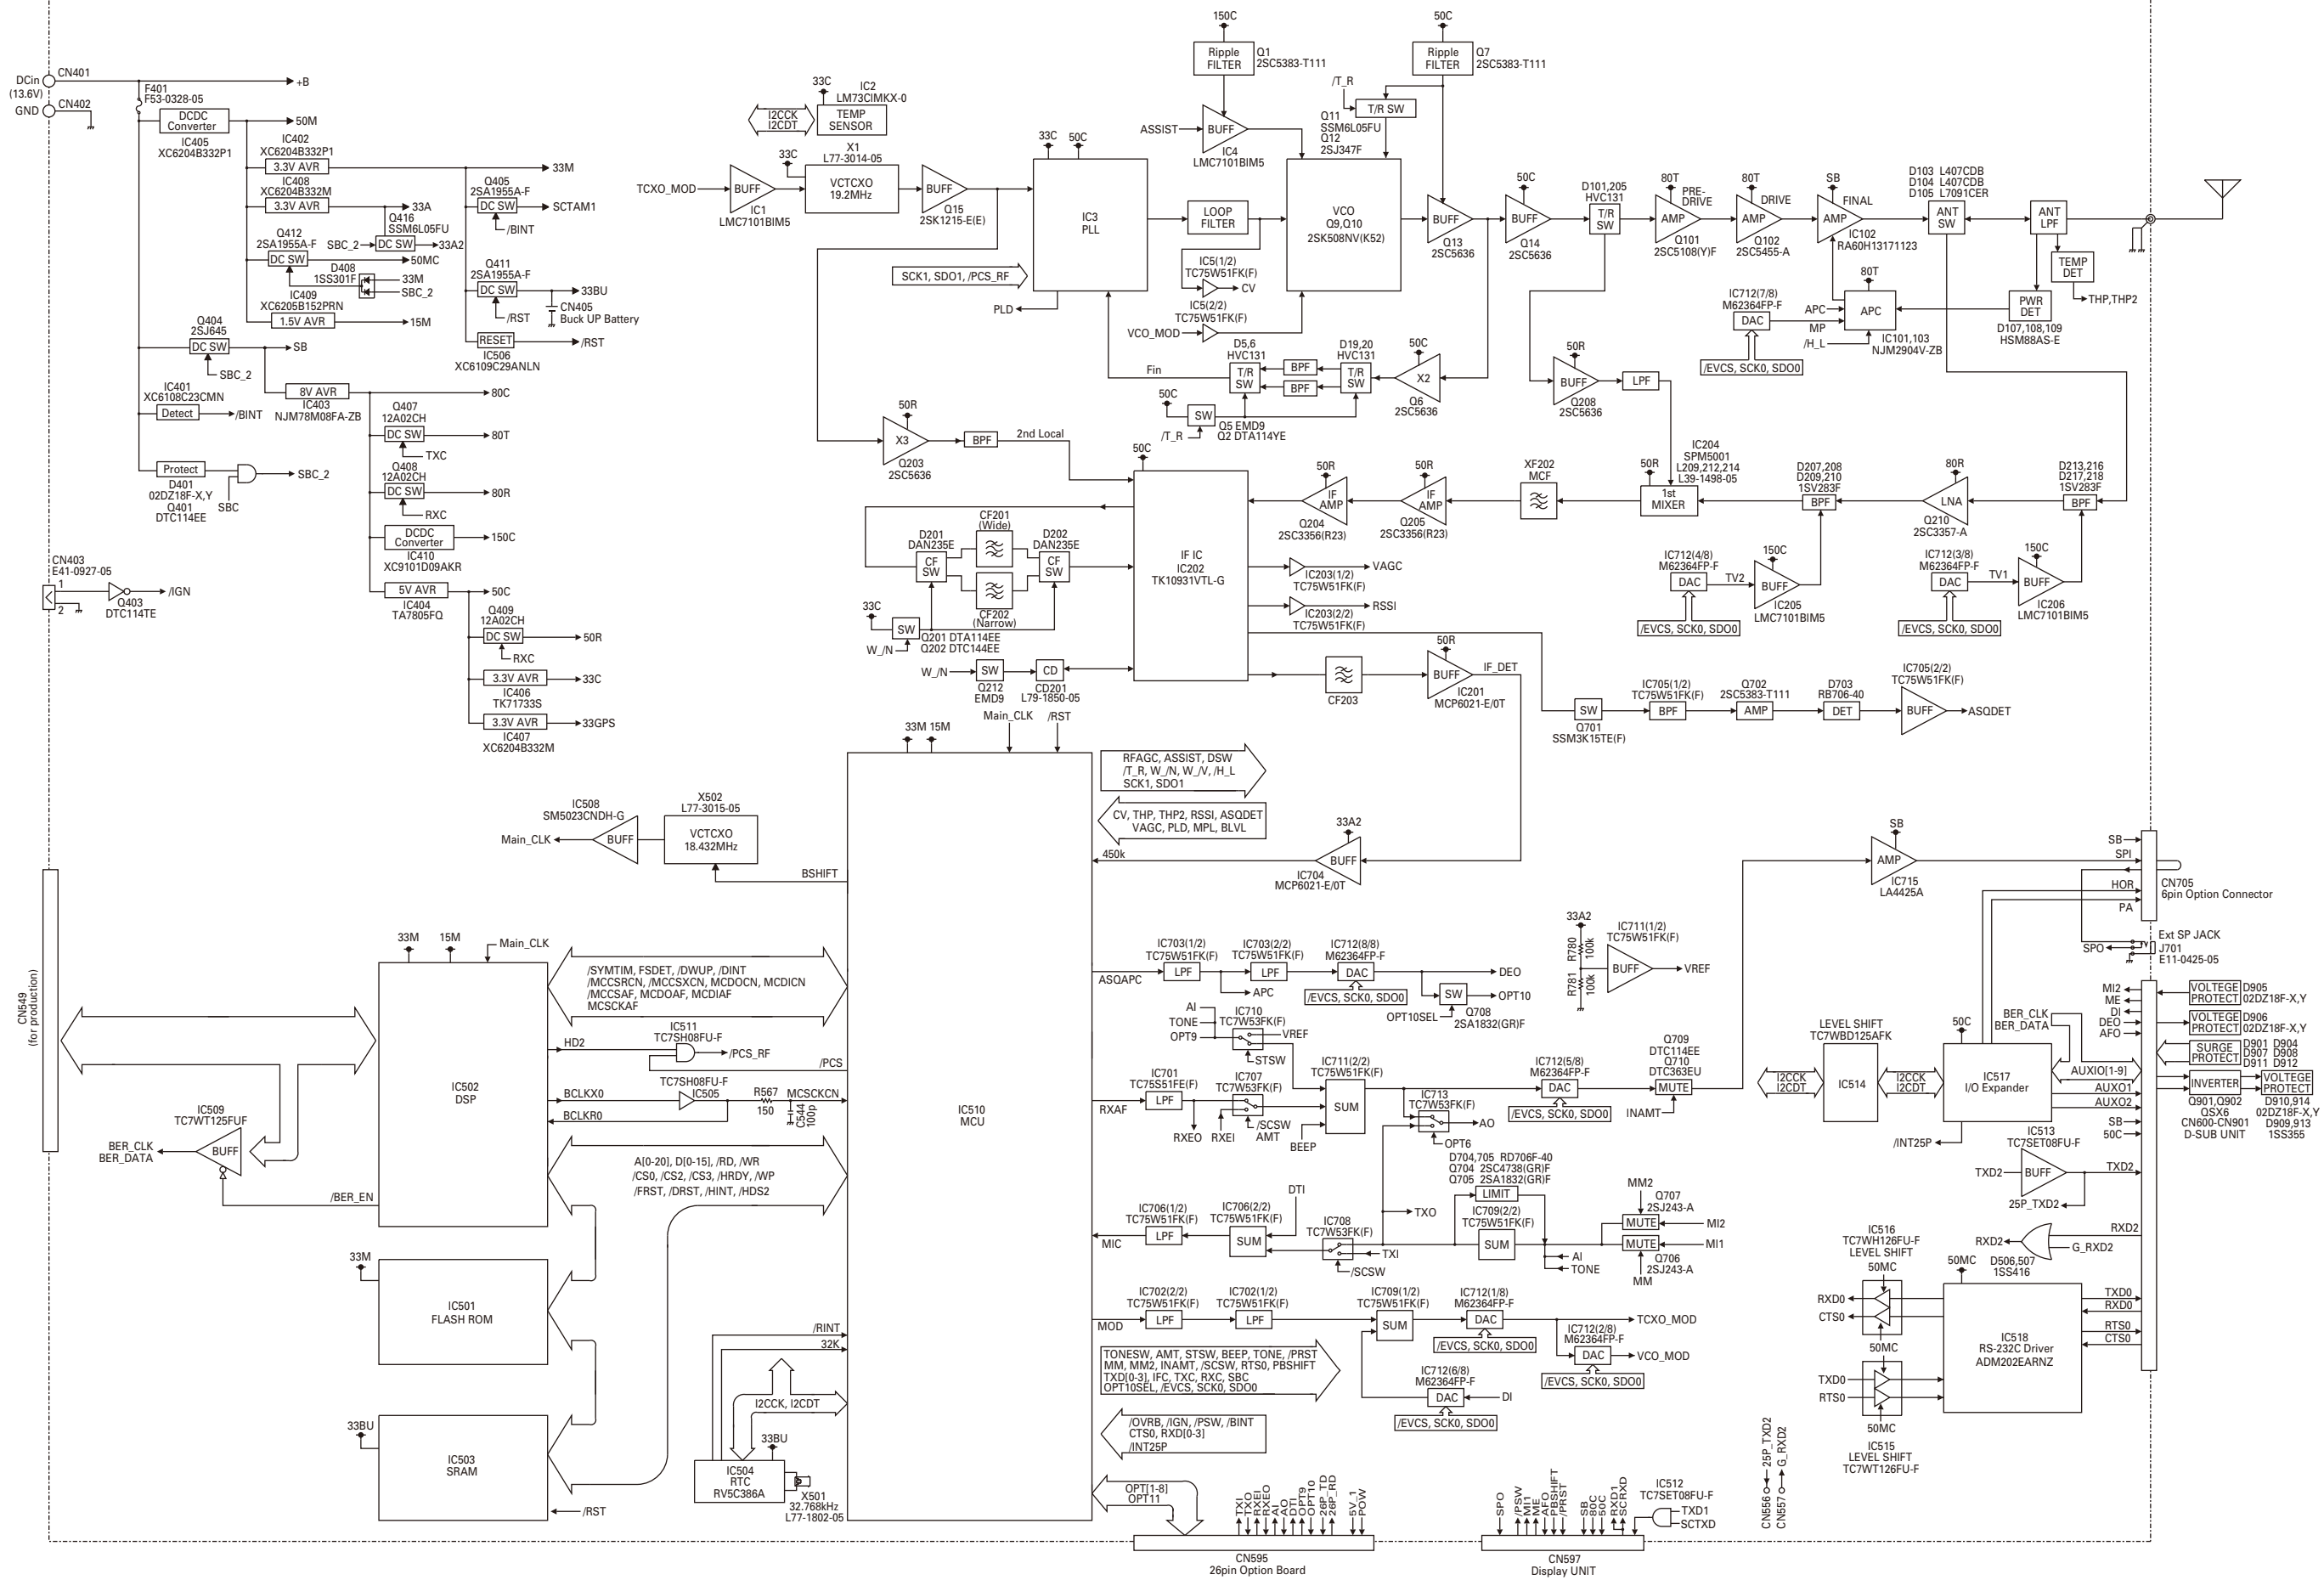 DCin
(13.6V)
CN401
GND
CN402
F401
F53-0328-05
+B
DCDC
Converter
IC405
XC6204B332P1
50M
IC402
XC6204B332P1
3.3V AVR
33M
IC408
XC6204B332M
3.3V AVR
33A
Q416
SSM6L05FU
SBC_2
DC SW
33A2
Q412
2SA1955A-F
DC SW
50MC
D408
1SS301F
33M
SBC_2
IC409
XC6205B152PRN
1.5V AVR
15M
Q405
2SA1955A-F
DC SW
SCTAM1
/BINT
Q411
2SA1955A-F
DC SW
33BU
CN405
Buck UP Battery
/RST
RESET
/RST
IC506
XC6109C29ANLN
Q404
2SJ645
DC SW
SB
SBC_2
IC401
XC6108C23CMN
Detect
/BINT
8V AVR
IC403
NJM78M08FA-ZB
80C
Q407
12A02CH
DC SW
80T
TXC
Q408
12A02CH
DC SW
80R
RXC
Protect
D401
02DZ18F-X,Y
Q401
DTC114EE
SBC
SBC_2
DCDC
Converter
IC410
XC9101D09AKR
150C
5V AVR
IC404
TA7805FQ
50C
Q409
12A02CH
DC SW
50R
RXC
3.3V AVR
33C
IC406
TK71733S
3.3V AVR
33GPS
IC407
XC6204B332M
CN403
E41-0927-05
1
2
/IGN
Q403
DTC114TE
I2CCK
I2CDT
33C
IC2
LM73CIMKX-0
TEMP
SENSOR
TCXO_MOD
BUFF
IC1
LMC7101BIM5
33C
X1
L77-3014-05
VCTCXO
19.2MHz
BUFF
Q15
2SK1215-E(E)
33C
50C
IC3
PLL
SCK1, SDO1, /PCS_RF
PLD
150C
Ripple
FILTER
Q1
2SC5383-T111
ASSIST
BUFF
IC4
LMC7101BIM5
LOOP
FILTER
IC5(1/2)
TC75W51FK(F)
CV
IC5(2/2)
TC75W51FK(F)
VCO_MOD
/T_R
T/R SW
Q11
SSM6L05FU
Q12
2SJ347F
VCO
Q9,Q10
2SK508NV(K52)
50C
Ripple
FILTER
Q7
2SC5383-T111
BUFF
Q13
2SC5636
50C
BUFF
Q14
2SC5636
D101,205
HVC131
T/R
SW
80T
PRE-
DRIVE
AMP
Q101
2SC5108(Y)F
80T
DRIVE
AMP
Q102
2SC5455-A
SB
FINAL
AMP
IC102
RA60H13171123
D103 L407CDB
D104 L407CDB
D105 L7091CER
ANT
SW
ANT
LPF
TEMP
DET
THP,THP2
PWR
DET
D107,108,109
HSM88AS-E
80T
APC
APC
MP
/H_L
IC101,103
NJM2904V-ZB
IC712(7/8)
M62364FP-F
DAC
/EVCS, SCK0, SDO0
Fin
D5,6
HVC131
T/R
SW
BPF
BPF
D19,20
HVC131
T/R
SW
50C
X2
Q6
2SC5636
50C
SW
/T_R
Q5 EMD9
Q2 DTA114YE
50R
BUFF
Q208
2SC5636
LPF
50R
X3
Q203
2SC5636
BPF
2nd Local
50C
IF IC
IC202
TK10931VTL-G
50R
IF
AMP
Q204
2SC3356(R23)
50R
IF
AMP
Q205
2SC3356(R23)
XF202
MCF
IC204
SPM5001
L209,212,214
L39-1498-05
50R
1st
MIXER
D207,208
D209,210
1SV283F
BPF
80R
LNA
Q210
2SC3357-A
D213,216
D217,218
1SV283F
BPF
IC712(4/8)
M62364FP-F
DAC
TV2
150C
BUFF
IC205
LMC7101BIM5
/EVCS, SCK0, SDO0
IC712(3/8)
M62364FP-F
DAC
TV1
150C
BUFF
IC206
LMC7101BIM5
/EVCS, SCK0, SDO0
D201
DAN235E
CF
SW
CF201
(Wide)
CF202
(Narrow)
D202
DAN235E
CF
SW
33C
SW
W_/N
Q201 DTA114EE
Q202 DTC144EE
W_/N
SW
Q212
EMD9
CD
CD201
L79-1850-05
VAGC
IC203(1/2)
TC75W51FK(F)
RSSI
IC203(2/2)
TC75W51FK(F)
CF203
50R
BUFF
IF_DET
IC201
MCP6021-E/0T
SW
Q701
SSM3K15TE(F)
IC705(1/2)
TC75W51FK(F)
BPF
Q702
2SC5383-T111
AMP
D703
RB706-40
DET
IC705(2/2)
TC75W51FK(F)
BUFF
ASQDET
33M 15M
Main_CLK
/RST
IC510
MCU
RFAGC, ASSIST, DSW
/T_R, W_/N, W_/V, /H_L
SCK1, SDO1
CV, THP, THP2, RSSI, ASQDET
VAGC, PLD, MPL, BLVL
450k
33A2
BUFF
IC704
MCP6021-E/0T
X502
L77-3015-05
VCTCXO
18.432MHz
IC508
SM5023CNDH-G
BUFF
Main_CLK
BSHIFT
CN549
(for production)
33M
15M
Main_CLK
IC502
DSP
/SYMTIM, FSDET, /DWUP, /DINT
/MCCSRCN, /MCCSXCN, MCDOCN, MCDICN
/MCCSAF, MCDOAF, MCDIAF
MCSCKAF
IC511
TC7SH08FU-F
HD2
/PCS_RF
/PCS
TC7SH08FU-F
IC505
BCLKX0
R567
150
MCSCKCN
C544
100p
BCLKR0
IC509
TC7WT125FUF
BUFF
BER_CLK
BER_DATA
/BER_EN
A[0-20], D[0-15], /RD, /WR
/CS0, /CS2, /CS3, /HRDY, /WP
/FRST, /DRST, /HINT, /HDS2
33M
IC501
FLASH ROM
33BU
IC503
SRAM
/RST
/RINT
32K
I2CCK, I2CDT
33BU
IC504
RTC
RV5C386A
X501
32.768kHz
L77-1802-05
ASQAPC
IC703(1/2)
TC75W51FK(F)
LPF
APC
IC703(2/2)
TC75W51FK(F)
LPF
IC712(8/8)
M62364FP-F
DAC
/EVCS, SCK0, SDO0
DEO
SW
OPT10
OPT10SEL
Q708
2SA1832(GR)F
33A2
R780
100k
R781
100k
IC711(1/2)
TC75W51FK(F)
BUFF
VREF
AI
TONE
OPT9
IC710
TC7W53FK(F)
VREF
STSW
RXAF
IC701
TC75S51FE(F)
LPF
RXEO
IC707
TC7W53FK(F)
RXEI
/SCSW
AMT
IC711(2/2)
TC75W51FK(F)
SUM
BEEP
IC713
TC7W53FK(F)
AO
OPT6
IC712(5/8)
M62364FP-F
DAC
/EVCS, SCK0, SDO0
Q709
DTC114EE
Q710
DTC363EU
MUTE
INAMT
SB
AMP
IC715
LA4425A
MIC
IC706(1/2)
TC75W51FK(F)
LPF
IC706(2/2)
TC75W51FK(F)
SUM
DTI
IC708
TC7W53FK(F)
TXO
TXI
/SCSW
D704,705 RD706F-40
Q704 2SC4738(GR)F
Q705 2SA1832(GR)F
LIMIT
IC709(2/2)
TC75W51FK(F)
SUM
AI
TONE
MM2
Q707
2SJ243-A
MUTE
MI2
MUTE
MI1
Q706
2SJ243-A
MM
MOD
IC702(2/2)
TC75W51FK(F)
LPF
IC702(1/2)
TC75W51FK(F)
LPF
IC709(1/2)
TC75W51FK(F)
SUM
IC712(1/8)
M62364FP-F
DAC
TCXO_MOD
/EVCS, SCK0, SDO0
IC712(2/8)
M62364FP-F
DAC
VCO_MOD
/EVCS, SCK0, SDO0
IC712(6/8)
M62364FP-F
DAC
DI
/EVCS, SCK0, SDO0
TONESW, AMT, STSW, BEEP, TONE, /PRST
MM, MM2, INAMT, /SCSW, RTS0, PBSHIFT
TXD[0-3], IFC, TXC, RXC, SBC
OPT10SEL, /EVCS, SCK0, SDO0
/OVRB, /IGN, /PSW, /BINT
CTS0, RXD[0-3]
/INT25P
OPT[1-8]
OPT11
TXI
TXO
RXEI
RXEO
AI
AO
DTI
OPT9
OPT10
26P_TD
26P_RD
5V_1
POW
CN595
26pin Option Board
SPO
/PSW
MI1
ME
AFO
PBSHIFT
/PRST
SB
80C
50C
RXD1
SCRXD
IC512
TC7SET08FU-F
TXD1
SCTXD
CN597
Display UNIT
CN556
25P_TXD2
CN557
G_RXD2
SB
SPI
HOR
PA
CN705
6pin Option Connector
Ext SP JACK
SPO
J701
E11-0425-05
MI2
ME
DI
DEO
AFO
VOLTEGE
PROTECT
D905
02DZ18F-X,Y
VOLTEGE
PROTECT
D906
02DZ18F-X,Y
SURGE
PROTECT
D901 D904
D907 D908
D911 D912
INVERTER
VOLTEGE
PROTECT
Q901,Q902
QSX6
CN600-CN901
D-SUB UNIT
D910,914
02DZ18F-X,Y
D909,913
1SS355
LEVEL SHIFT
TC7WBD125AFK
IC514
I2CCK
I2CDT
I2CCK
I2CDT
50C
IC517
I/O Expander
BER_CLK
BER_DATA
AUXIO[1-9]
AUXO1
AUXO2
SB
50C
/INT25P
IC513
TC7SET08FU-F
TXD2
BUFF
TXD2
25P_TXD2
RXD2
RXD2
G_RXD2
IC516
TC7WH126FU-F
LEVEL SHIFT
50MC
RXD0
CTS0
50MC
TXD0
RTS0
50MC
IC515
LEVEL SHIFT
TC7WT126FU-F
D506,507
1SS416
50MC
IC518
RS-232C Driver
ADM202EARNZ
TXD0
RXD0
RTS0
CTS0